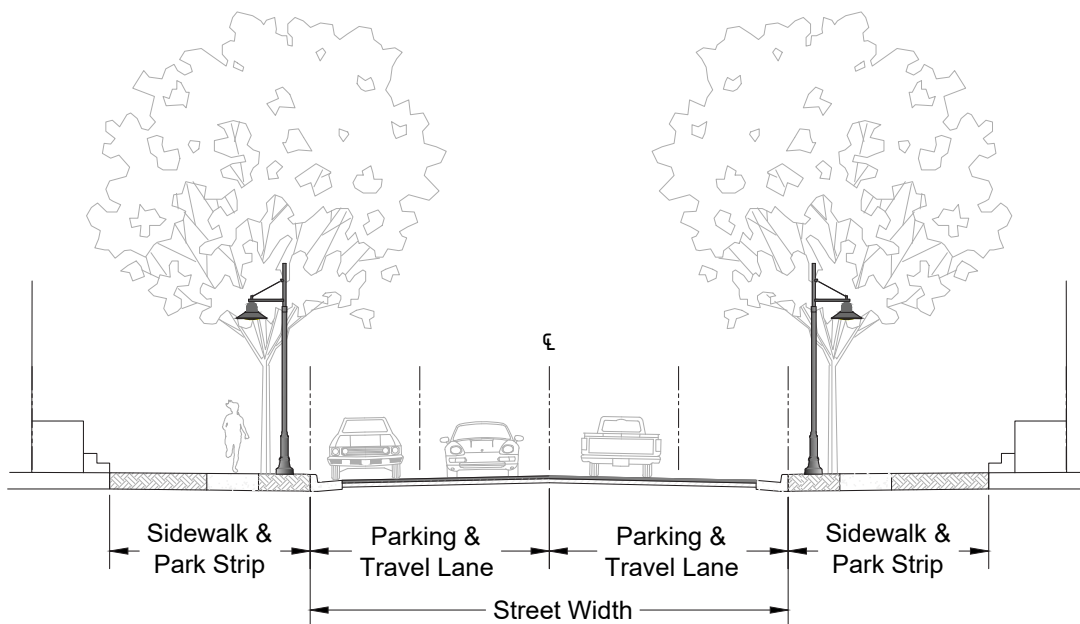 ℄
Sidewalk &
Park Strip
Parking &
Travel Lane
Parking &
Travel Lane
Sidewalk &
Park Strip
Street Width